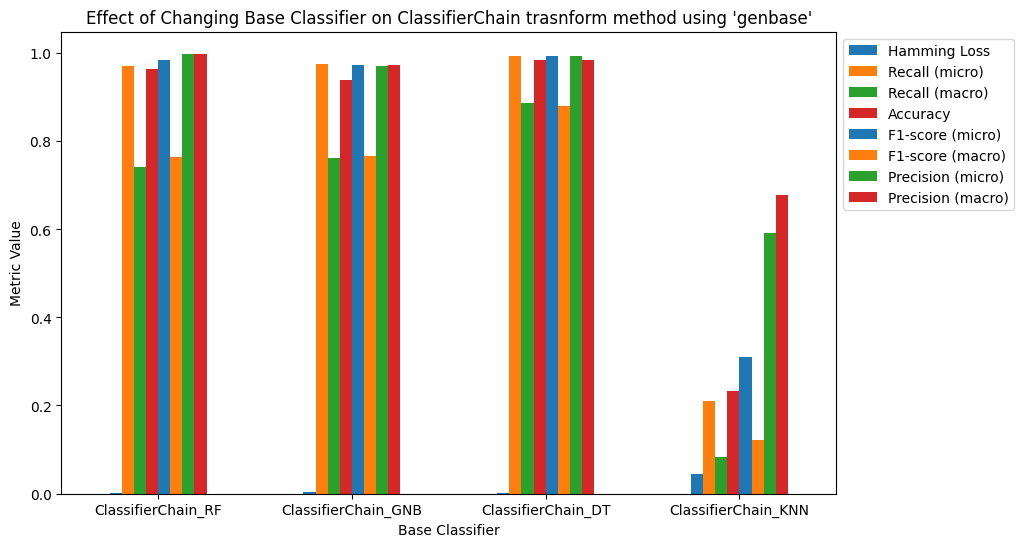 Effect of Changing Base Classifier on ClassifierChain trasnform method using 'genbase'
1.0
0.8
0.6
0.4
0.2
0.0
Metric Value
ClassifierChain_RF
ClassifierChain_GNB
ClassifierChain_DT
ClassifierChain_KNN
Base Classifier
Hamming Loss
Recall (micro)
Recall (macro)
Accuracy
F1-score (micro)
F1-score (macro)
Precision (micro)
Precision (macro)